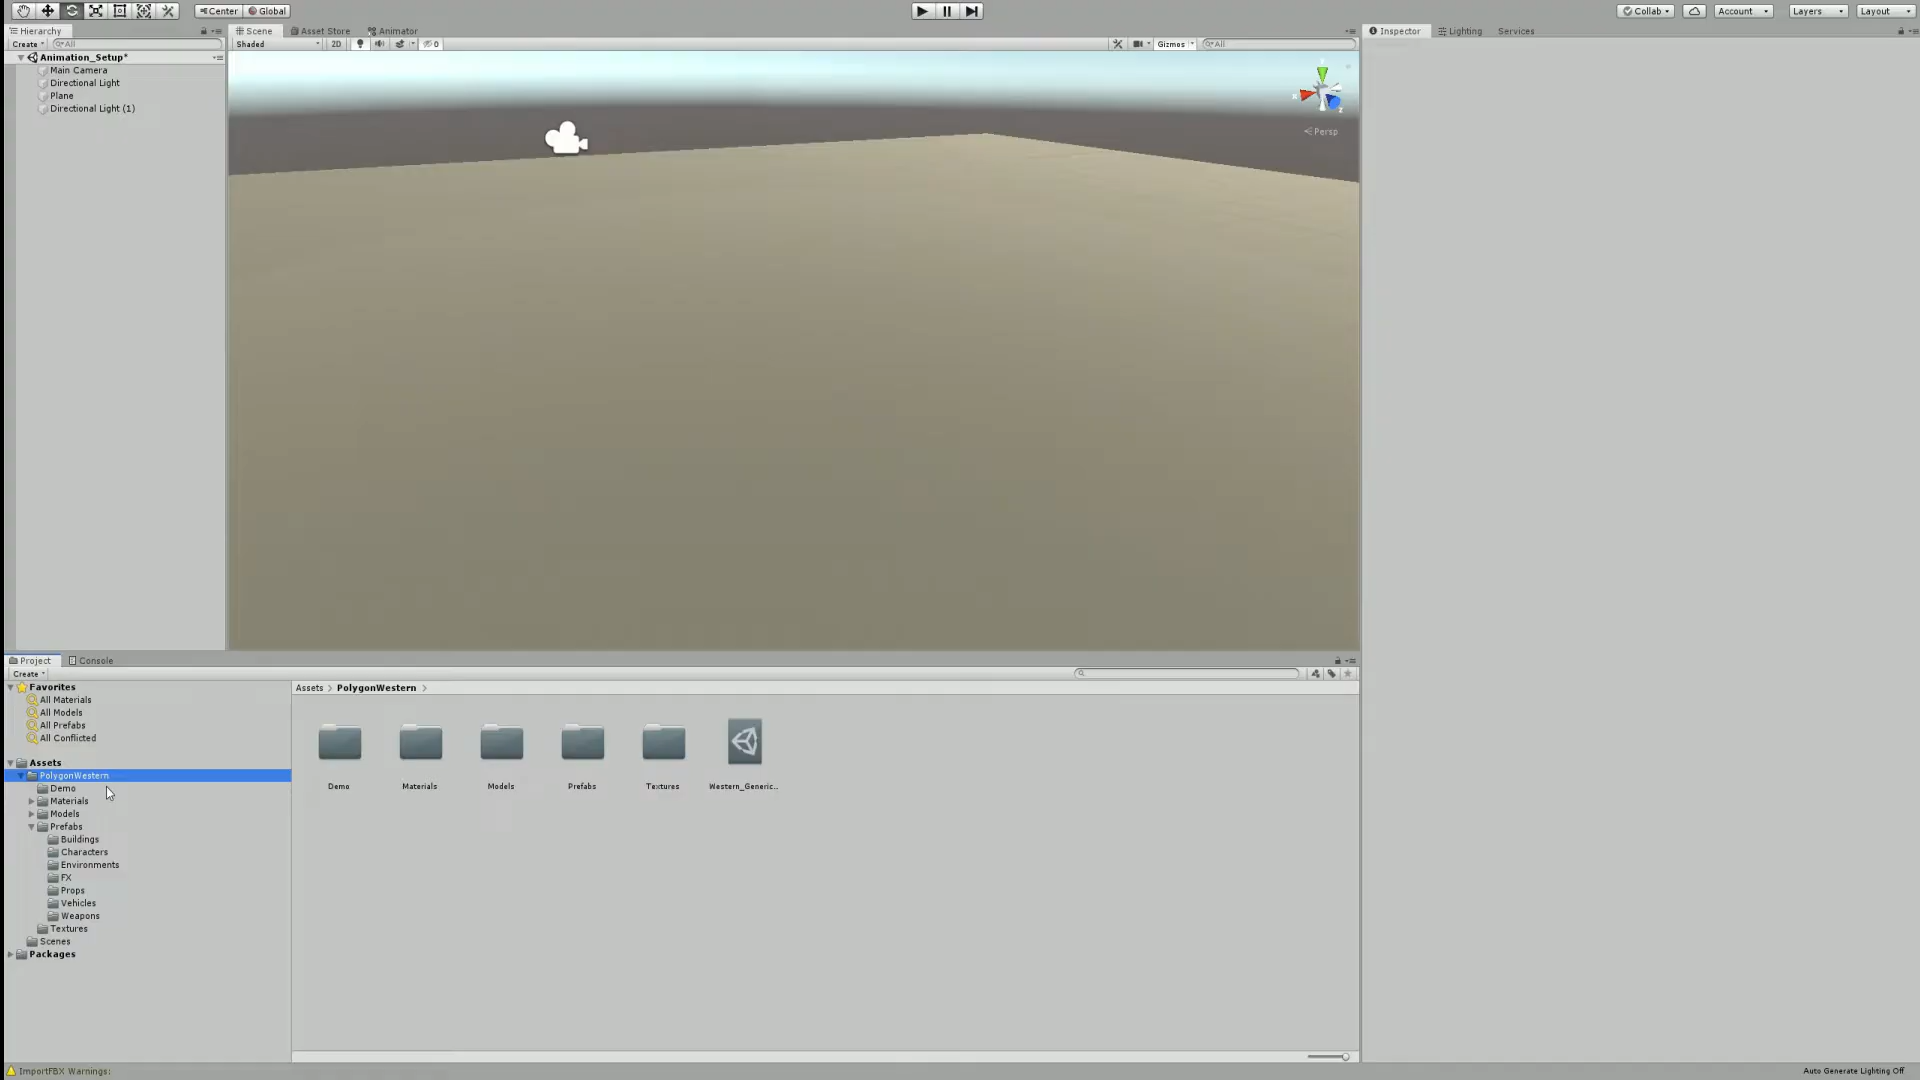 Center Global Collab Account Layers Layout
Hierarchy Scene Asset Store Animator Inspector Lighting Services
Create All Shaded 2D 0 Gizmos All
Animation_Setup*
Main Camera
Directional Light
Plane
Directional Light (1)
Persp
Project Console
Create
Favorites
All Materials
All Models
All Prefabs
All Conflicted
Assets
PolygonWestern
Demo
Materials
Models
Prefabs
Buildings
Characters
Environments
FX
Props
Vehicles
Weapons
Textures
Scenes
Packages
Assets > PolygonWestern >
Demo Materials Models Prefabs Textures Western_Generic...
ImportFBX Warnings: Auto Generate Lighting Off